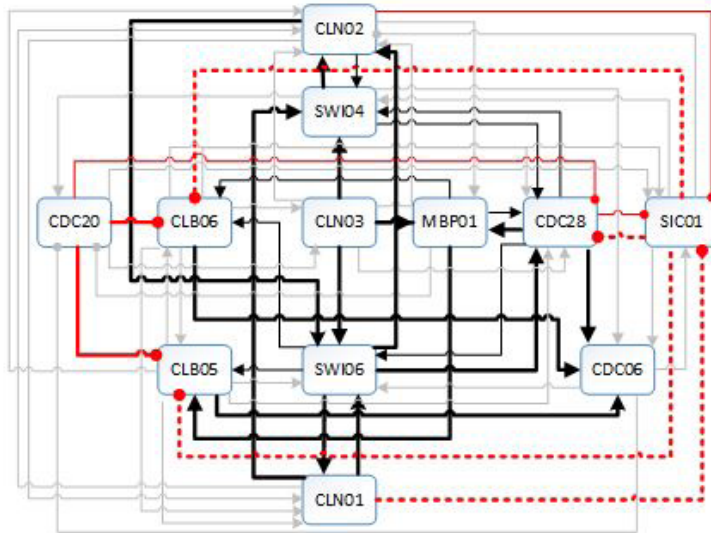 CLN02
SWI04
CDC20
CLB06
CLN03
MBP01
CDC28
SIC01
CLB05
SWI06
CDC06
CLN01